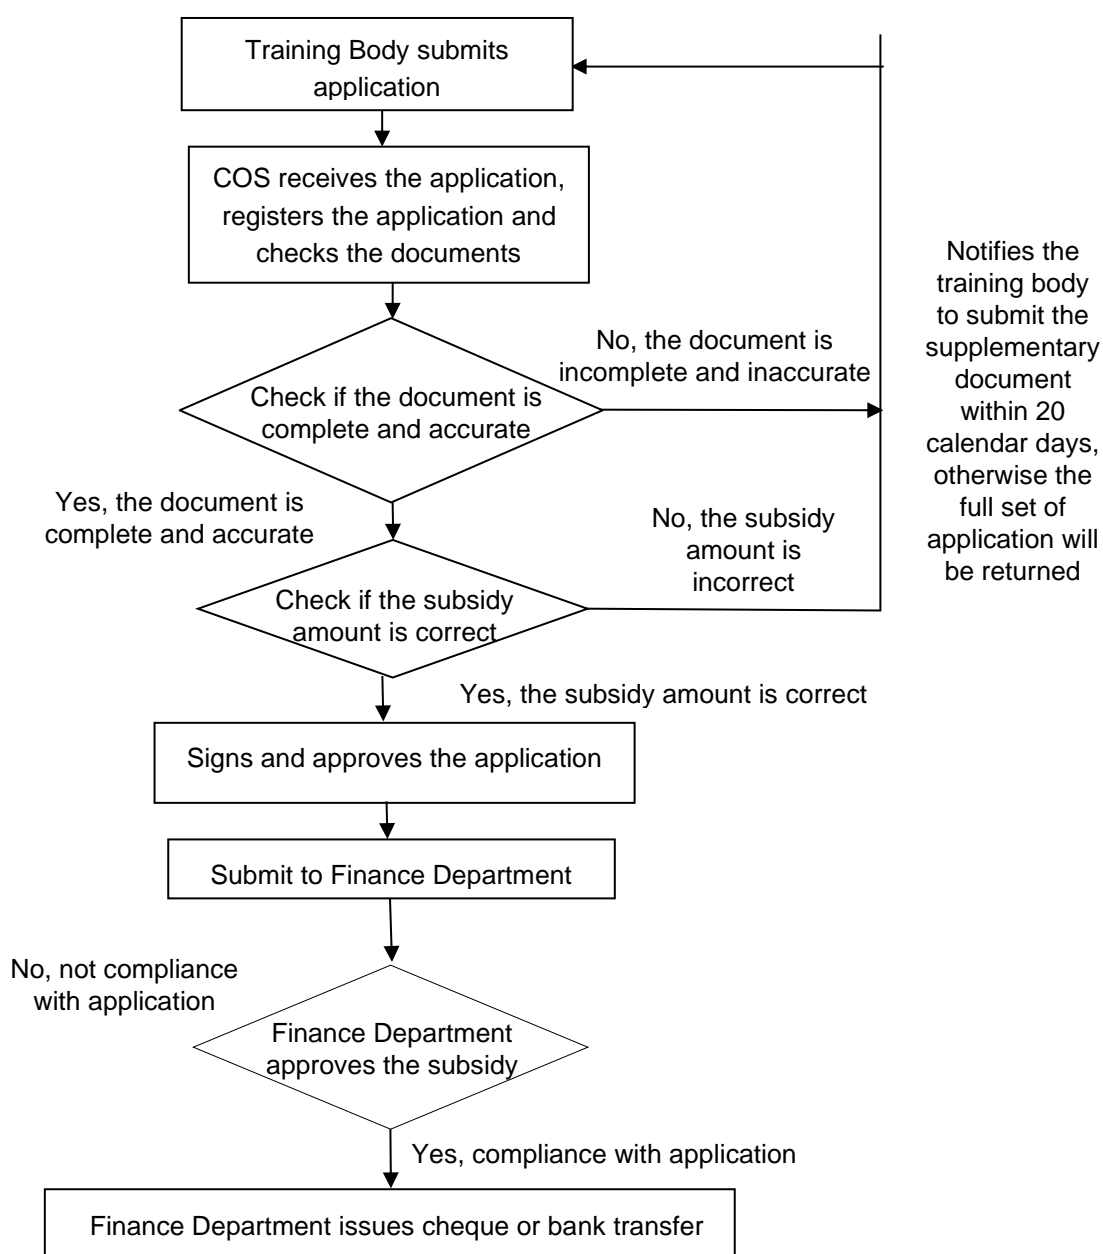 Training Body submits
application
COS receives the application,
registers the application and
checks the documents
No, the document is
incomplete and inaccurate
Check if the document is
complete and accurate
Notifies the
training body
to submit the
supplementary
document
within 20
calendar days,
otherwise the
full set of
application will
be returned
Yes, the document is
complete and accurate
No, the subsidy
amount is
incorrect
Check if the subsidy
amount is correct
Yes, the subsidy amount is correct
Signs and approves the application
Submit to Finance Department
No, not compliance
with application
Finance Department
approves the subsidy
Yes, compliance with application
Finance Department issues cheque or bank transfer